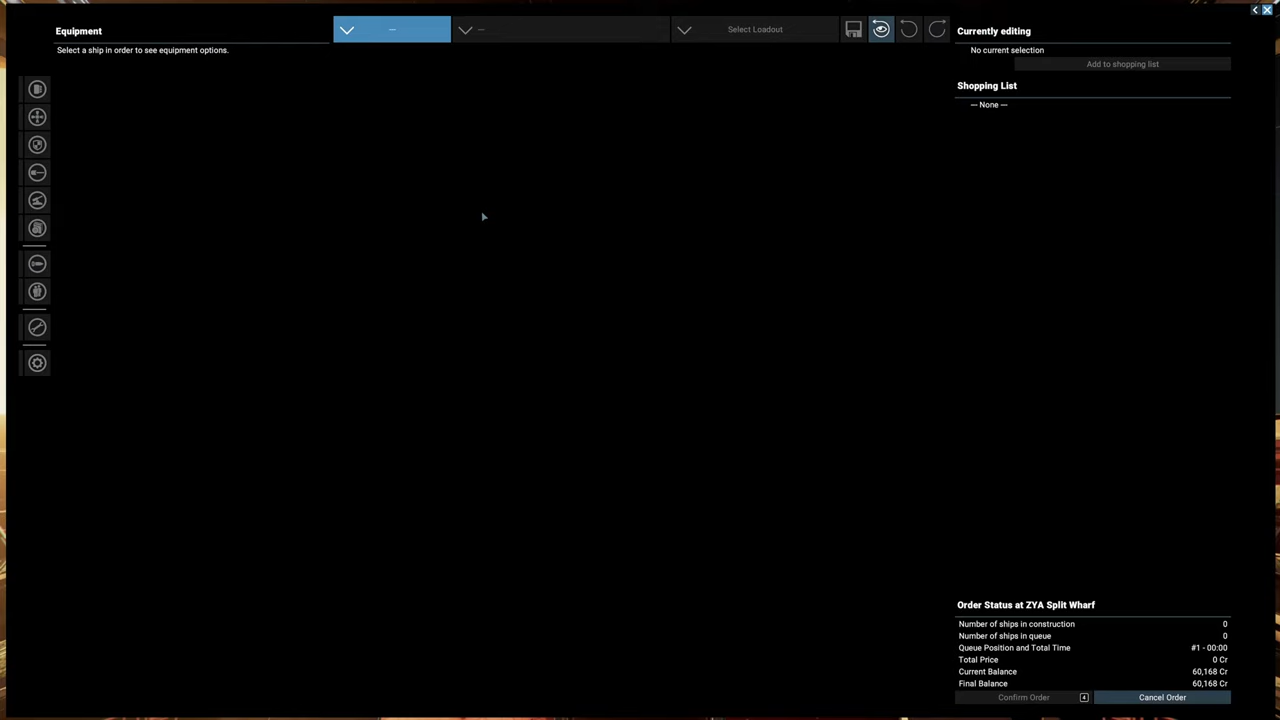 Equipment
Select a ship in order to see equipment options.
—
—
Select Loadout
Currently editing
No current selection
Add to shopping list
Shopping List
--- None ---
Order Status at ZYA Split Wharf
Number of ships in construction 0
Number of ships in queue 0
Queue Position and Total Time #1 - 00:00
Total Price 0 Cr
Current Balance 60,168 Cr
Final Balance 60,168 Cr
Confirm Order 4 Cancel Order